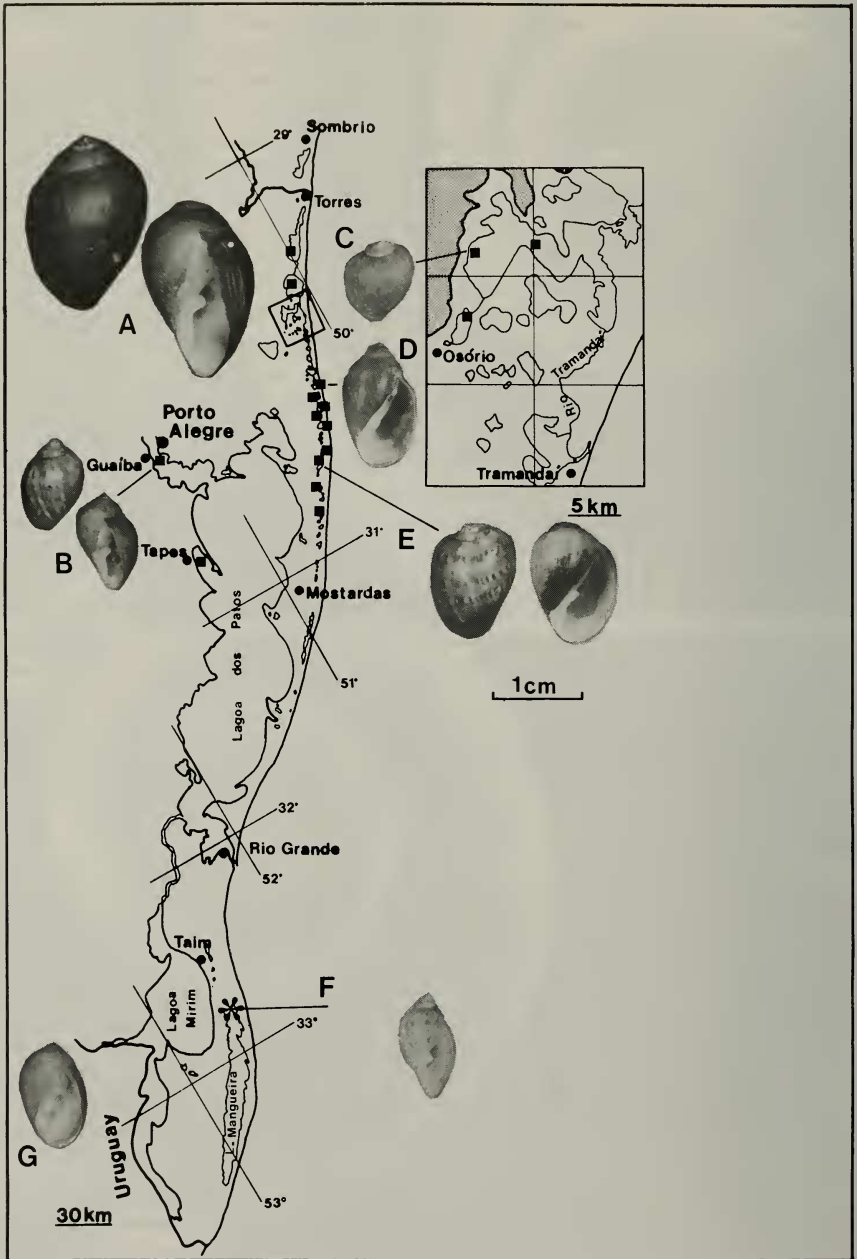 29°
Sombrio
Torres
A
C
50°
D
Osório
Rio Tramandaí
Tramandaí
5km
Porto
Alegre
Guaíba
B
Tapes
31°
E
Mostardas
Lagoa dos Patos
51°
1cm
32°
Rio Grande
52°
Taim
Lagoa
Mirim
F
33°
G
Uruguay
Mangueira
53°
30km